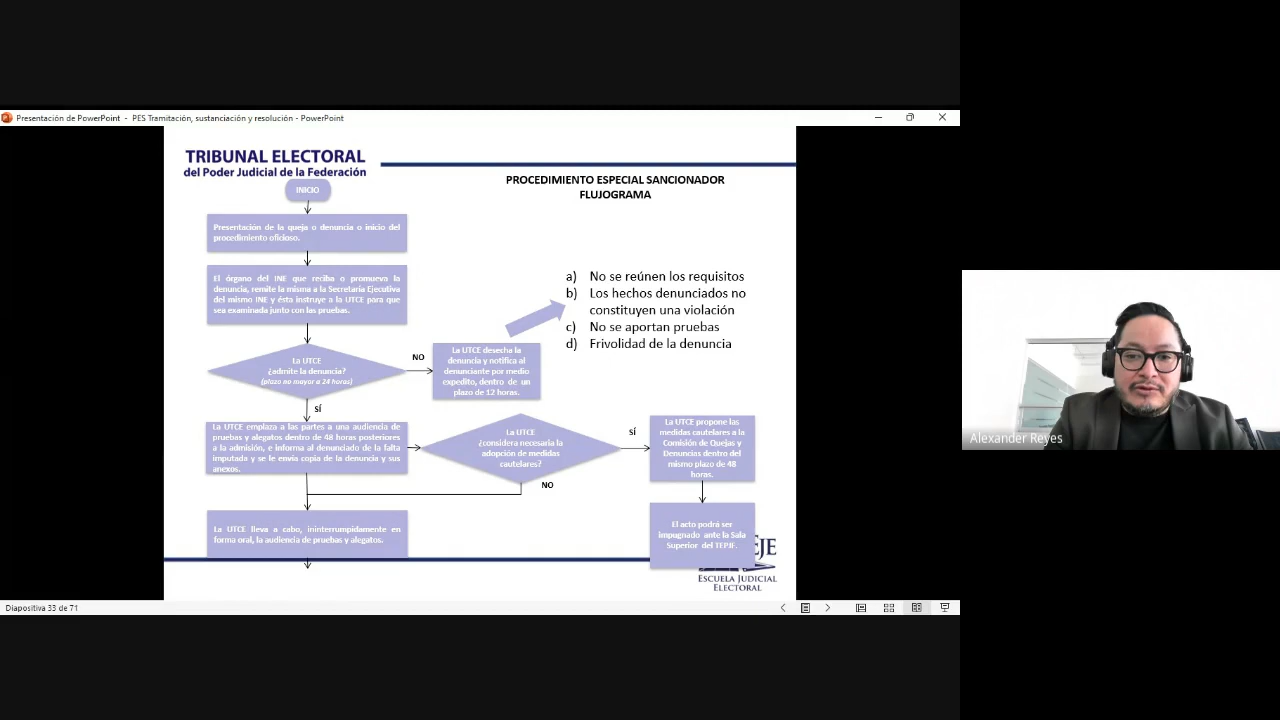 Presentación de PowerPoint - PES Tramitación, sustanciación y resolución - PowerPoint
TRIBUNAL ELECTORAL
del Poder Judicial de la Federación
PROCEDIMIENTO ESPECIAL SANCIONADOR
FLUJOGRAMA
INICIO
Presentación de la queja o denuncia o inicio del
procedimiento oficioso.
El órgano del INE que reciba o promueva la
denuncia, remite la misma a la Secretaría Ejecutiva
del mismo INE y ésta instruye a la UTCE para que
sea examinada junto con las pruebas.
a) No se reúnen los requisitos
b) Los hechos denunciados no
constituyen una violación
c) No se aportan pruebas
d) Frivolidad de la denuncia
La UTCE
¿admite la denuncia?
(plazo no mayor a 24 horas)
NO
La UTCE desecha la
denuncia y notifica al
denunciante por medio
expedito, dentro de un
plazo de 12 horas.
SÍ
La UTCE emplaza a las partes a una audiencia de
pruebas y alegatos dentro de 48 horas posteriores
a la admisión, e informa al denunciado de la falta
imputada y se le envía copia de la denuncia y sus
anexos.
La UTCE
¿considera necesaria la
adopción de medidas
cautelares?
SÍ
NO
La UTCE propone las
medidas cautelares a la
Comisión de Quejas y
Denuncias dentro del
mismo plazo de 48
horas.
La UTCE lleva a cabo, ininterrumpidamente en
forma oral, la audiencia de pruebas y alegatos.
El acto podrá ser
impugnado ante la Sala
Superior del TEPJF.
EJE
ESCUELA JUDICIAL
ELECTORAL
Diapositiva 33 de 71
Alexander Reyes